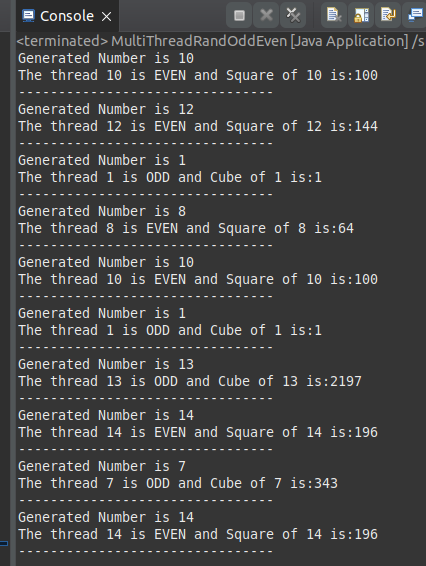 Console
<terminated> MultiThreadRandOddEven [Java Application] /s
Generated Number is 10
The thread 10 is EVEN and Square of 10 is:100
--------------------------------
Generated Number is 12
The thread 12 is EVEN and Square of 12 is:144
--------------------------------
Generated Number is 1
The thread 1 is ODD and Cube of 1 is:1
--------------------------------
Generated Number is 8
The thread 8 is EVEN and Square of 8 is:64
--------------------------------
Generated Number is 10
The thread 10 is EVEN and Square of 10 is:100
--------------------------------
Generated Number is 1
The thread 1 is ODD and Cube of 1 is:1
--------------------------------
Generated Number is 13
The thread 13 is ODD and Cube of 13 is:2197
--------------------------------
Generated Number is 14
The thread 14 is EVEN and Square of 14 is:196
--------------------------------
Generated Number is 7
The thread 7 is ODD and Cube of 7 is:343
--------------------------------
Generated Number is 14
The thread 14 is EVEN and Square of 14 is:196
--------------------------------